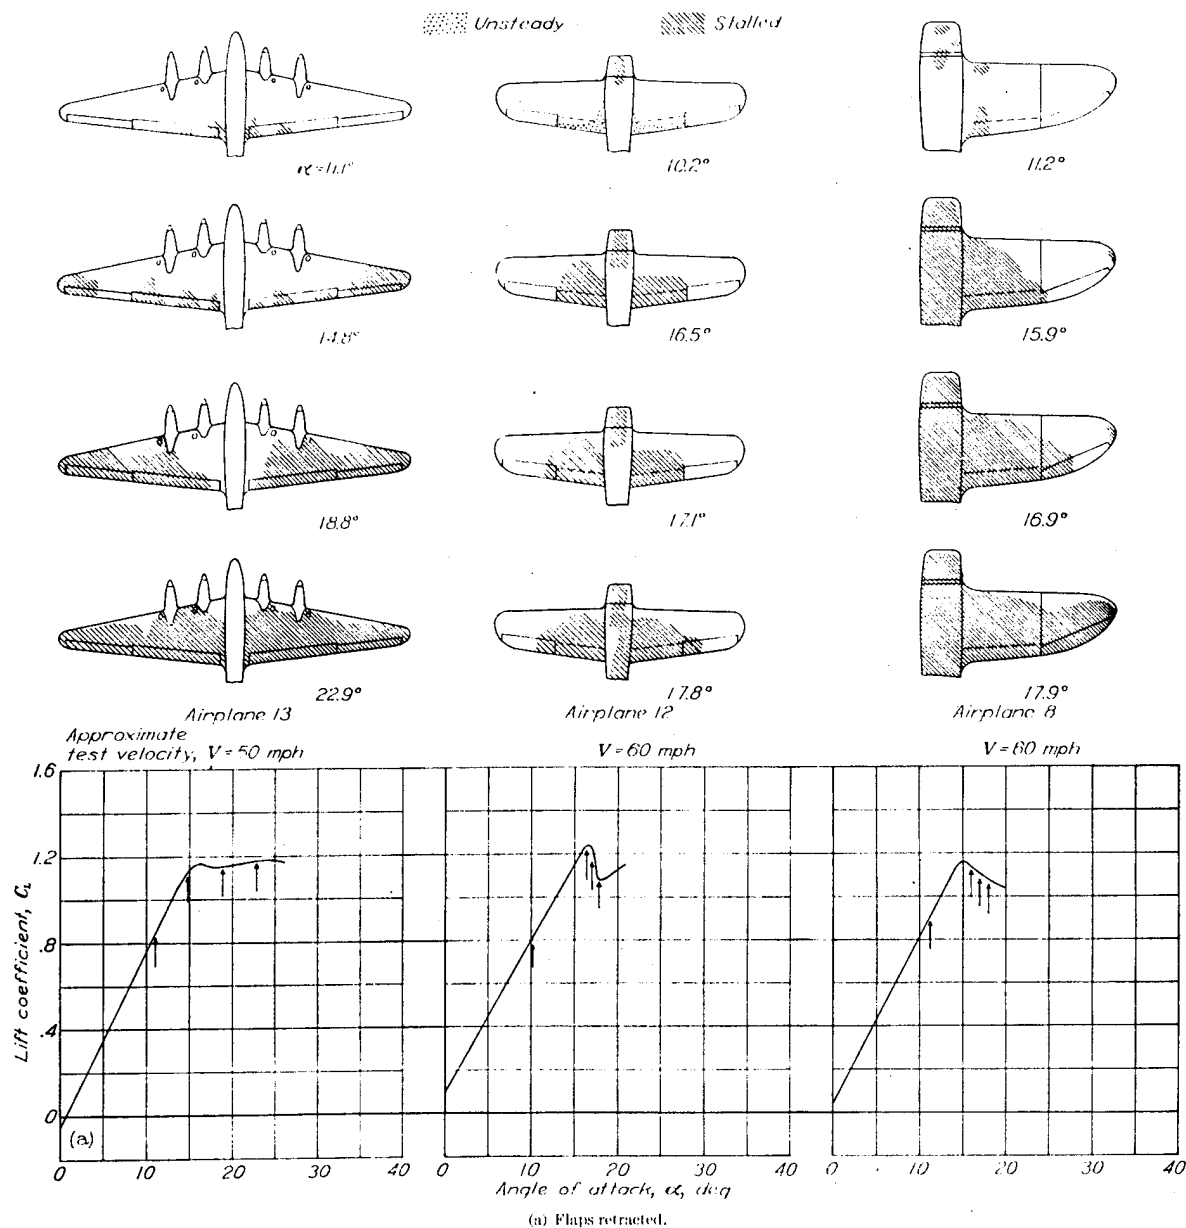 Unsteady
Stalled
α=11.1°
10.2°
11.2°
14.8°
16.5°
15.9°
18.8°
17.1°
16.9°
22.9°
17.8°
17.9°
Airplane 13
Airplane 12
Airplane 8
Approximate
test velocity, V=50 mph
V=60 mph
V=60 mph
1.6
1.2
.8
.4
0
Lift coefficient, C_L
(a)
0 10 20 30 40
0 10 20 30 40
0 10 20 30 40
Angle of attack, α, deg
(a) Flaps retracted.